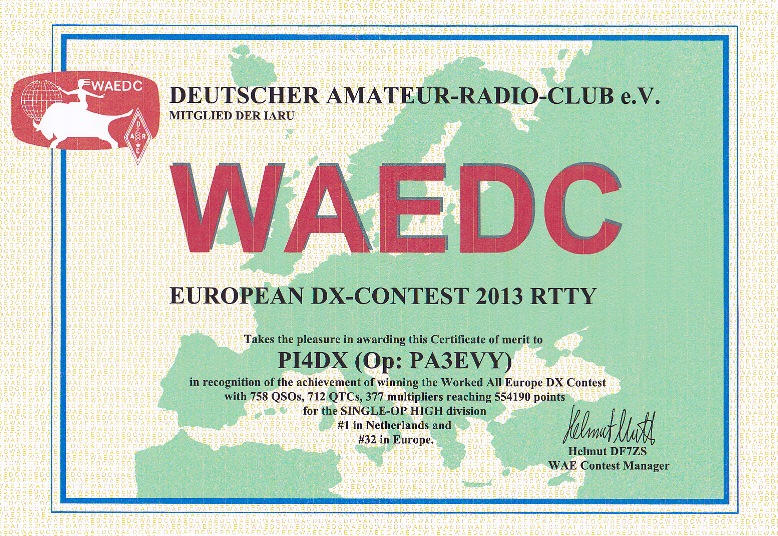 WAEDC
DARC
DEUTSCHER AMATEUR-RADIO-CLUB e.V.
MITGLIED DER IARU
WAEDC
EUROPEAN DX-CONTEST 2013 RTTY
Takes the pleasure in awarding this Certificate of merit to
PI4DX (Op: PA3EVY)
in recognition of the achievement of winning the Worked All Europe DX Contest
with 758 QSOs, 712 QTCs, 377 multipliers reaching 554190 points
for the SINGLE-OP HIGH division
#1 in Netherlands and
#32 in Europe.
Helmut DF7ZS
WAE Contest Manager